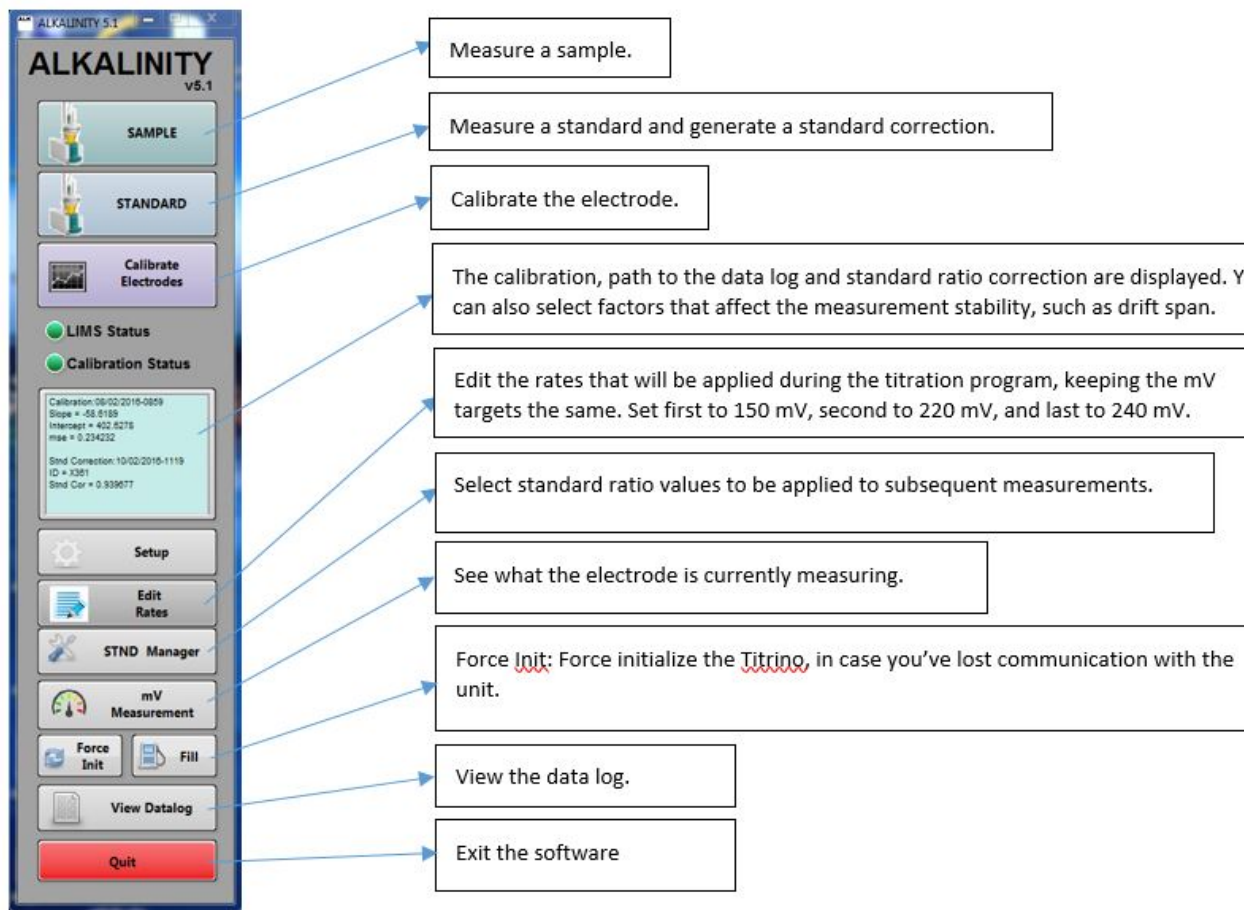 ALKALINITY 5.1
ALKALINITY
v5.1
SAMPLE
STANDARD
Calibrate
Electrodes
LIMS Status
Calibration Status
Calibration:08/02/2016-0859
Slope = -58.6189
Intercept = 402.6278
mse = 0.234232
Stnd Correction:10/02/2016-1119
ID = X361
Stnd Cor = 0.939677
Setup
Edit
Rates
STND Manager
mV
Measurement
Force
Init
Fill
View Datalog
Quit
Measure a sample.
Measure a standard and generate a standard correction.
Calibrate the electrode.
The calibration, path to the data log and standard ratio correction are displayed. Y
can also select factors that affect the measurement stability, such as drift span.
Edit the rates that will be applied during the titration program, keeping the mV
targets the same. Set first to 150 mV, second to 220 mV, and last to 240 mV.
Select standard ratio values to be applied to subsequent measurements.
See what the electrode is currently measuring.
Force Init: Force initialize the Titrino, in case you’ve lost communication with the
unit.
View the data log.
Exit the software